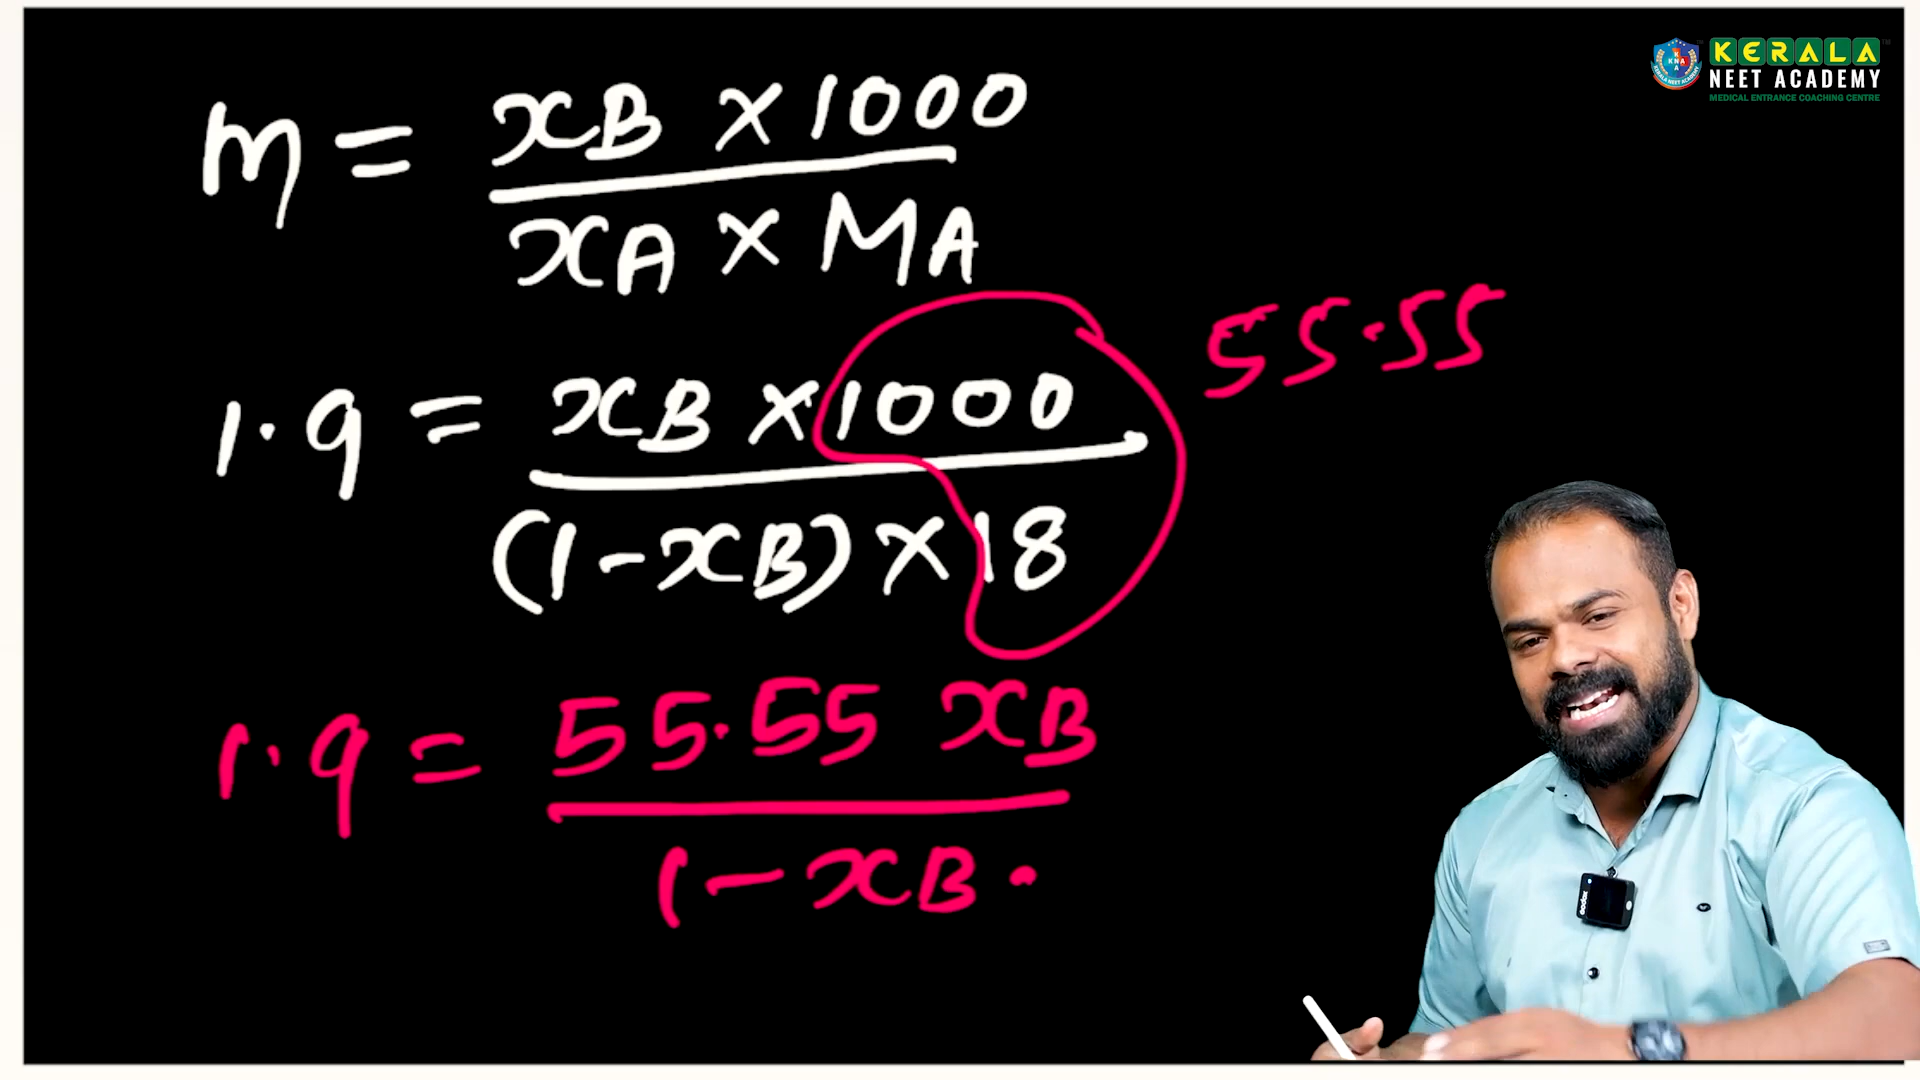 KERALA
NEET ACADEMY
MEDICAL ENTRANCE COACHING CENTRE
m = xB × 1000
xA × MA
1.9 = xB × 1000
(1 - xB) × 18
55.55
1.9 = 55.55 xB
1 - xB .